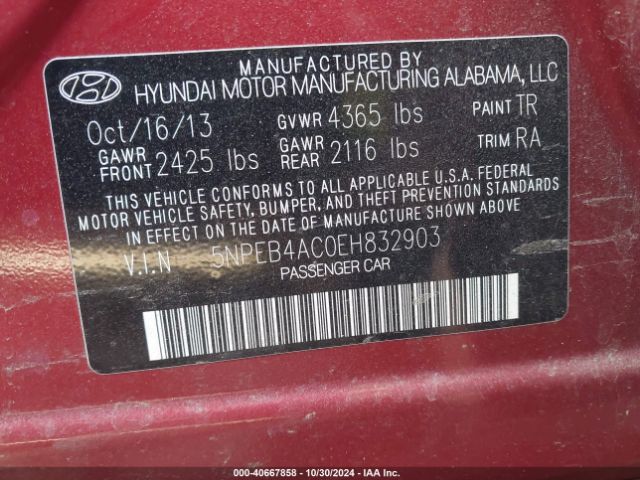 MANUFACTURED BY
HYUNDAI MOTOR MANUFACTURING ALABAMA, LLC
Oct/16/13 GVWR 4365 lbs PAINT TR
GAWR FRONT 2425 lbs GAWR REAR 2116 lbs TRIM RA
THIS VEHICLE CONFORMS TO ALL APPLICABLE U.S.A. FEDERAL
MOTOR VEHICLE SAFETY, BUMPER, AND THEFT PREVENTION STANDARDS
IN EFFECT ON THE DATE OF MANUFACTURE SHOWN ABOVE
V.I.N 5NPEB4AC0EH832903
PASSENGER CAR
000-40667858 - 10/30/2024 - IAA Inc.